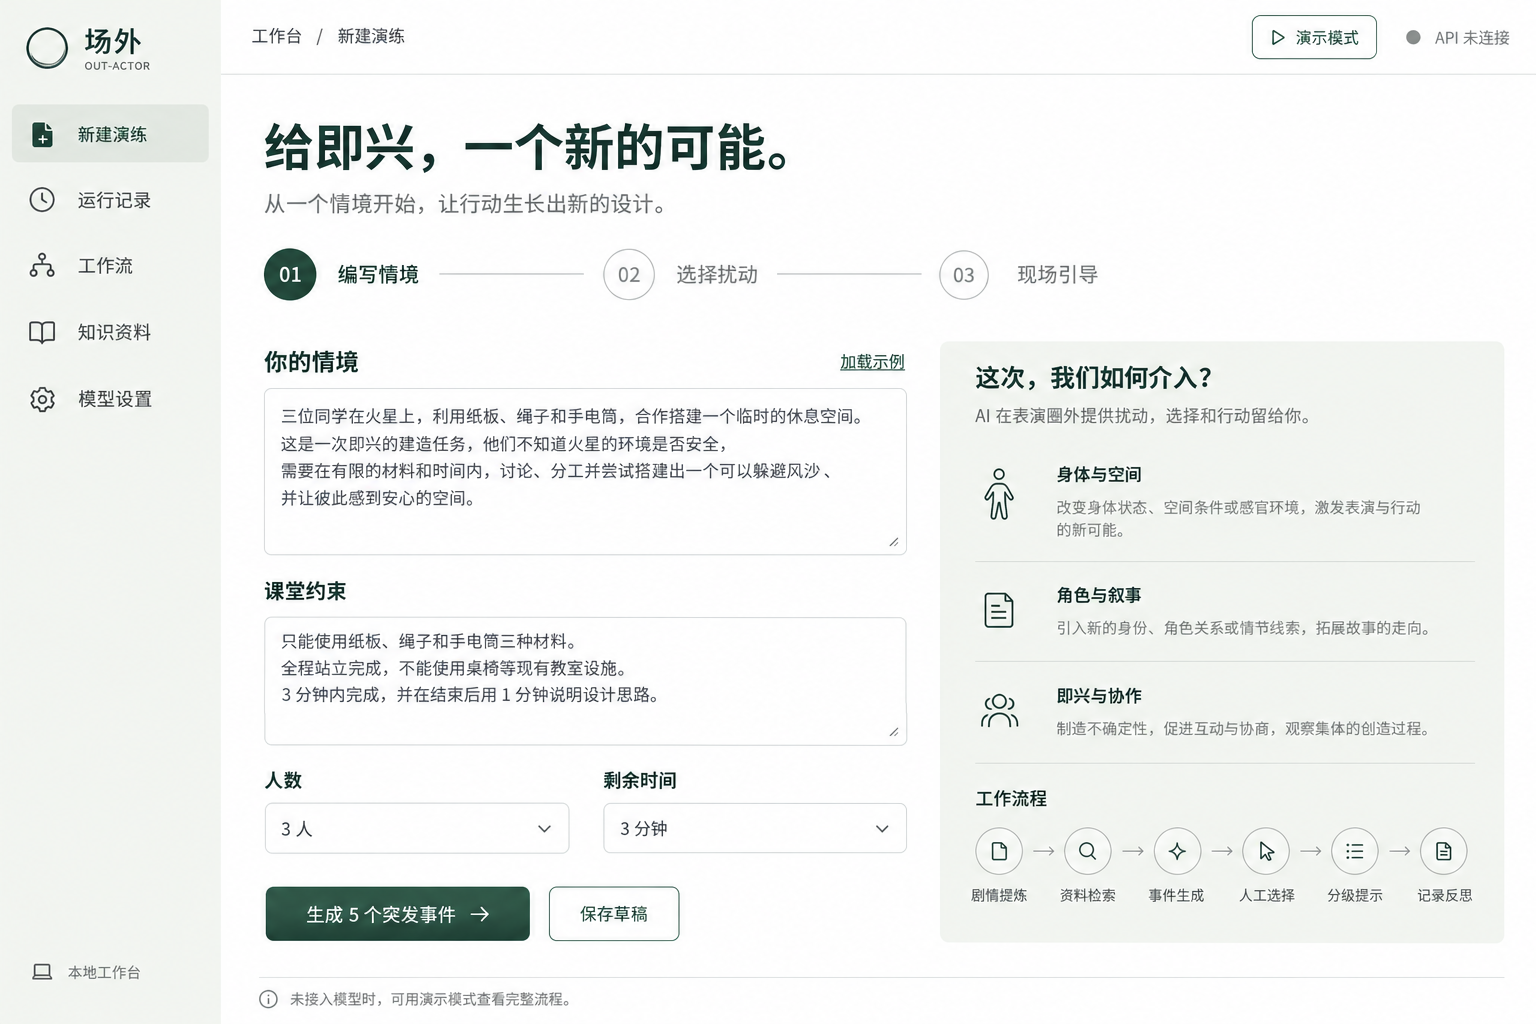 场外
OUT-ACTOR
新建演练
运行记录
工作流
知识资料
模型设置
本地工作台
工作台 / 新建演练
演示模式
API 未连接
给即兴，一个新的可能。
从一个情境开始，让行动生长出新的设计。
01 编写情境
02 选择扰动
03 现场引导
你的情境
加载示例
三位同学在火星上，利用纸板、绳子和手电筒，合作搭建一个临时的休息空间。
这是一次即兴的建造任务，他们不知道火星的环境是否安全，
需要在有限的材料和时间内，讨论、分工并尝试搭建出一个可以躲避风沙、
并让彼此感到安心的空间。
课堂约束
只能使用纸板、绳子和手电筒三种材料。
全程站立完成，不能使用桌椅等现有教室设施。
3 分钟内完成，并在结束后用 1 分钟说明设计思路。
人数
3 人
剩余时间
3 分钟
生成 5 个突发事件 →
保存草稿
这次，我们如何介入？
AI 在表演圈外提供扰动，选择和行动留给你。
身体与空间
改变身体状态、空间条件或感官环境，激发表演与行动
的新可能。
角色与叙事
引入新的身份、角色关系或情节线索，拓展故事的走向。
即兴与协作
制造不确定性，促进互动与协商，观察集体的创造过程。
工作流程
剧情提炼
资料检索
事件生成
人工选择
分级提示
记录反思
未接入模型时，可用演示模式查看完整流程。